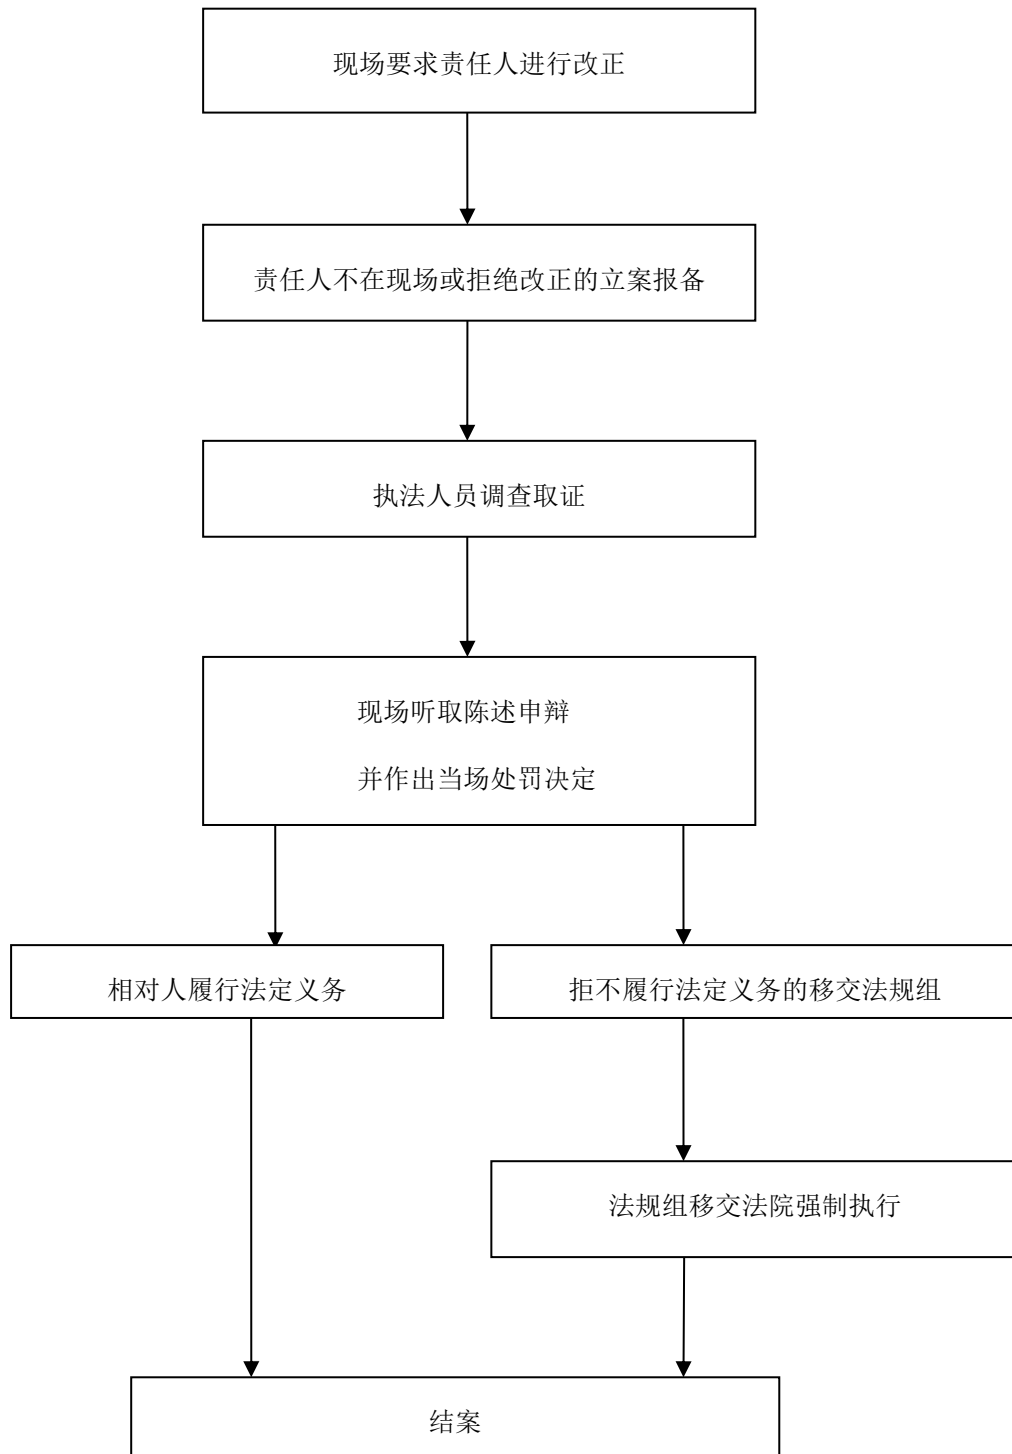 现场要求责任人进行改正
责任人不在现场或拒绝改正的立案报备
执法人员调查取证
现场听取陈述申辩
并作出当场处罚决定
相对人履行法定义务
拒不履行法定义务的移交法规组
法规组移交法院强制执行
结案